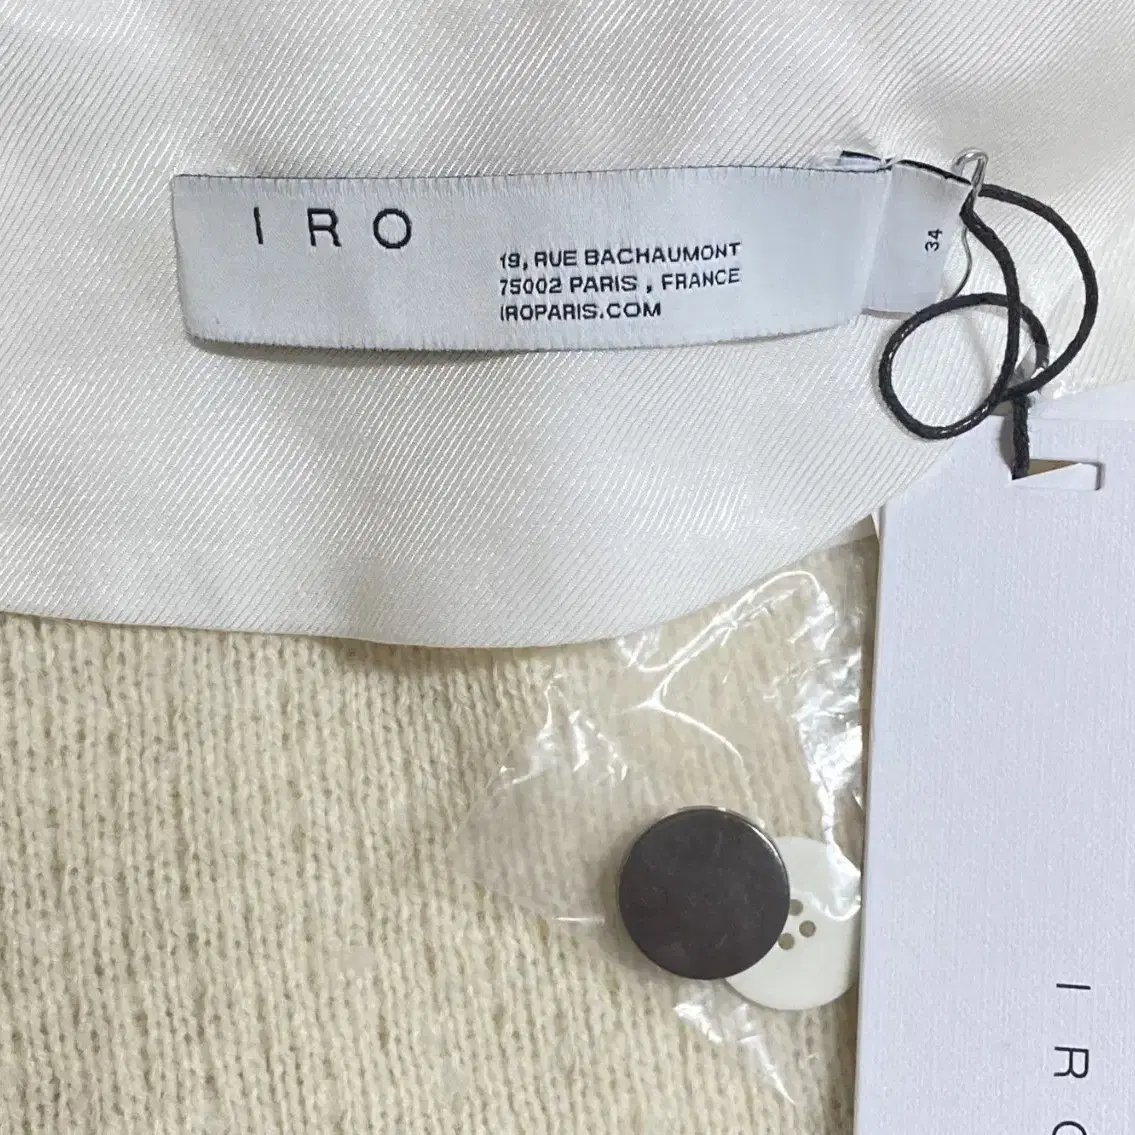 IRO
19, RUE BACHAUMONT
75002 PARIS , FRANCE
IROPARIS.COM
34
IRO